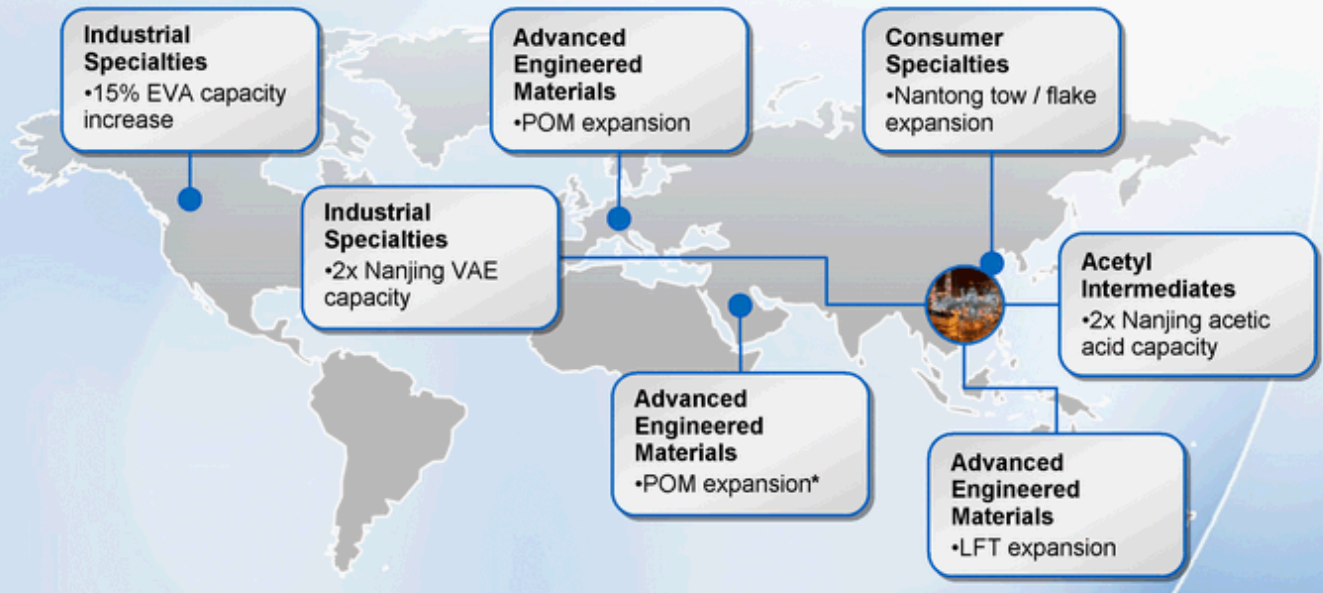 Industrial
Specialties
•15% EVA capacity
increase
Advanced
Engineered
Materials
•POM expansion
Consumer
Specialties
•Nantong tow / flake
expansion
Industrial
Specialties
•2x Nanjing VAE
capacity
Acetyl
Intermediates
•2x Nanjing acetic
acid capacity
Advanced
Engineered
Materials
•POM expansion*
Advanced
Engineered
Materials
•LFT expansion